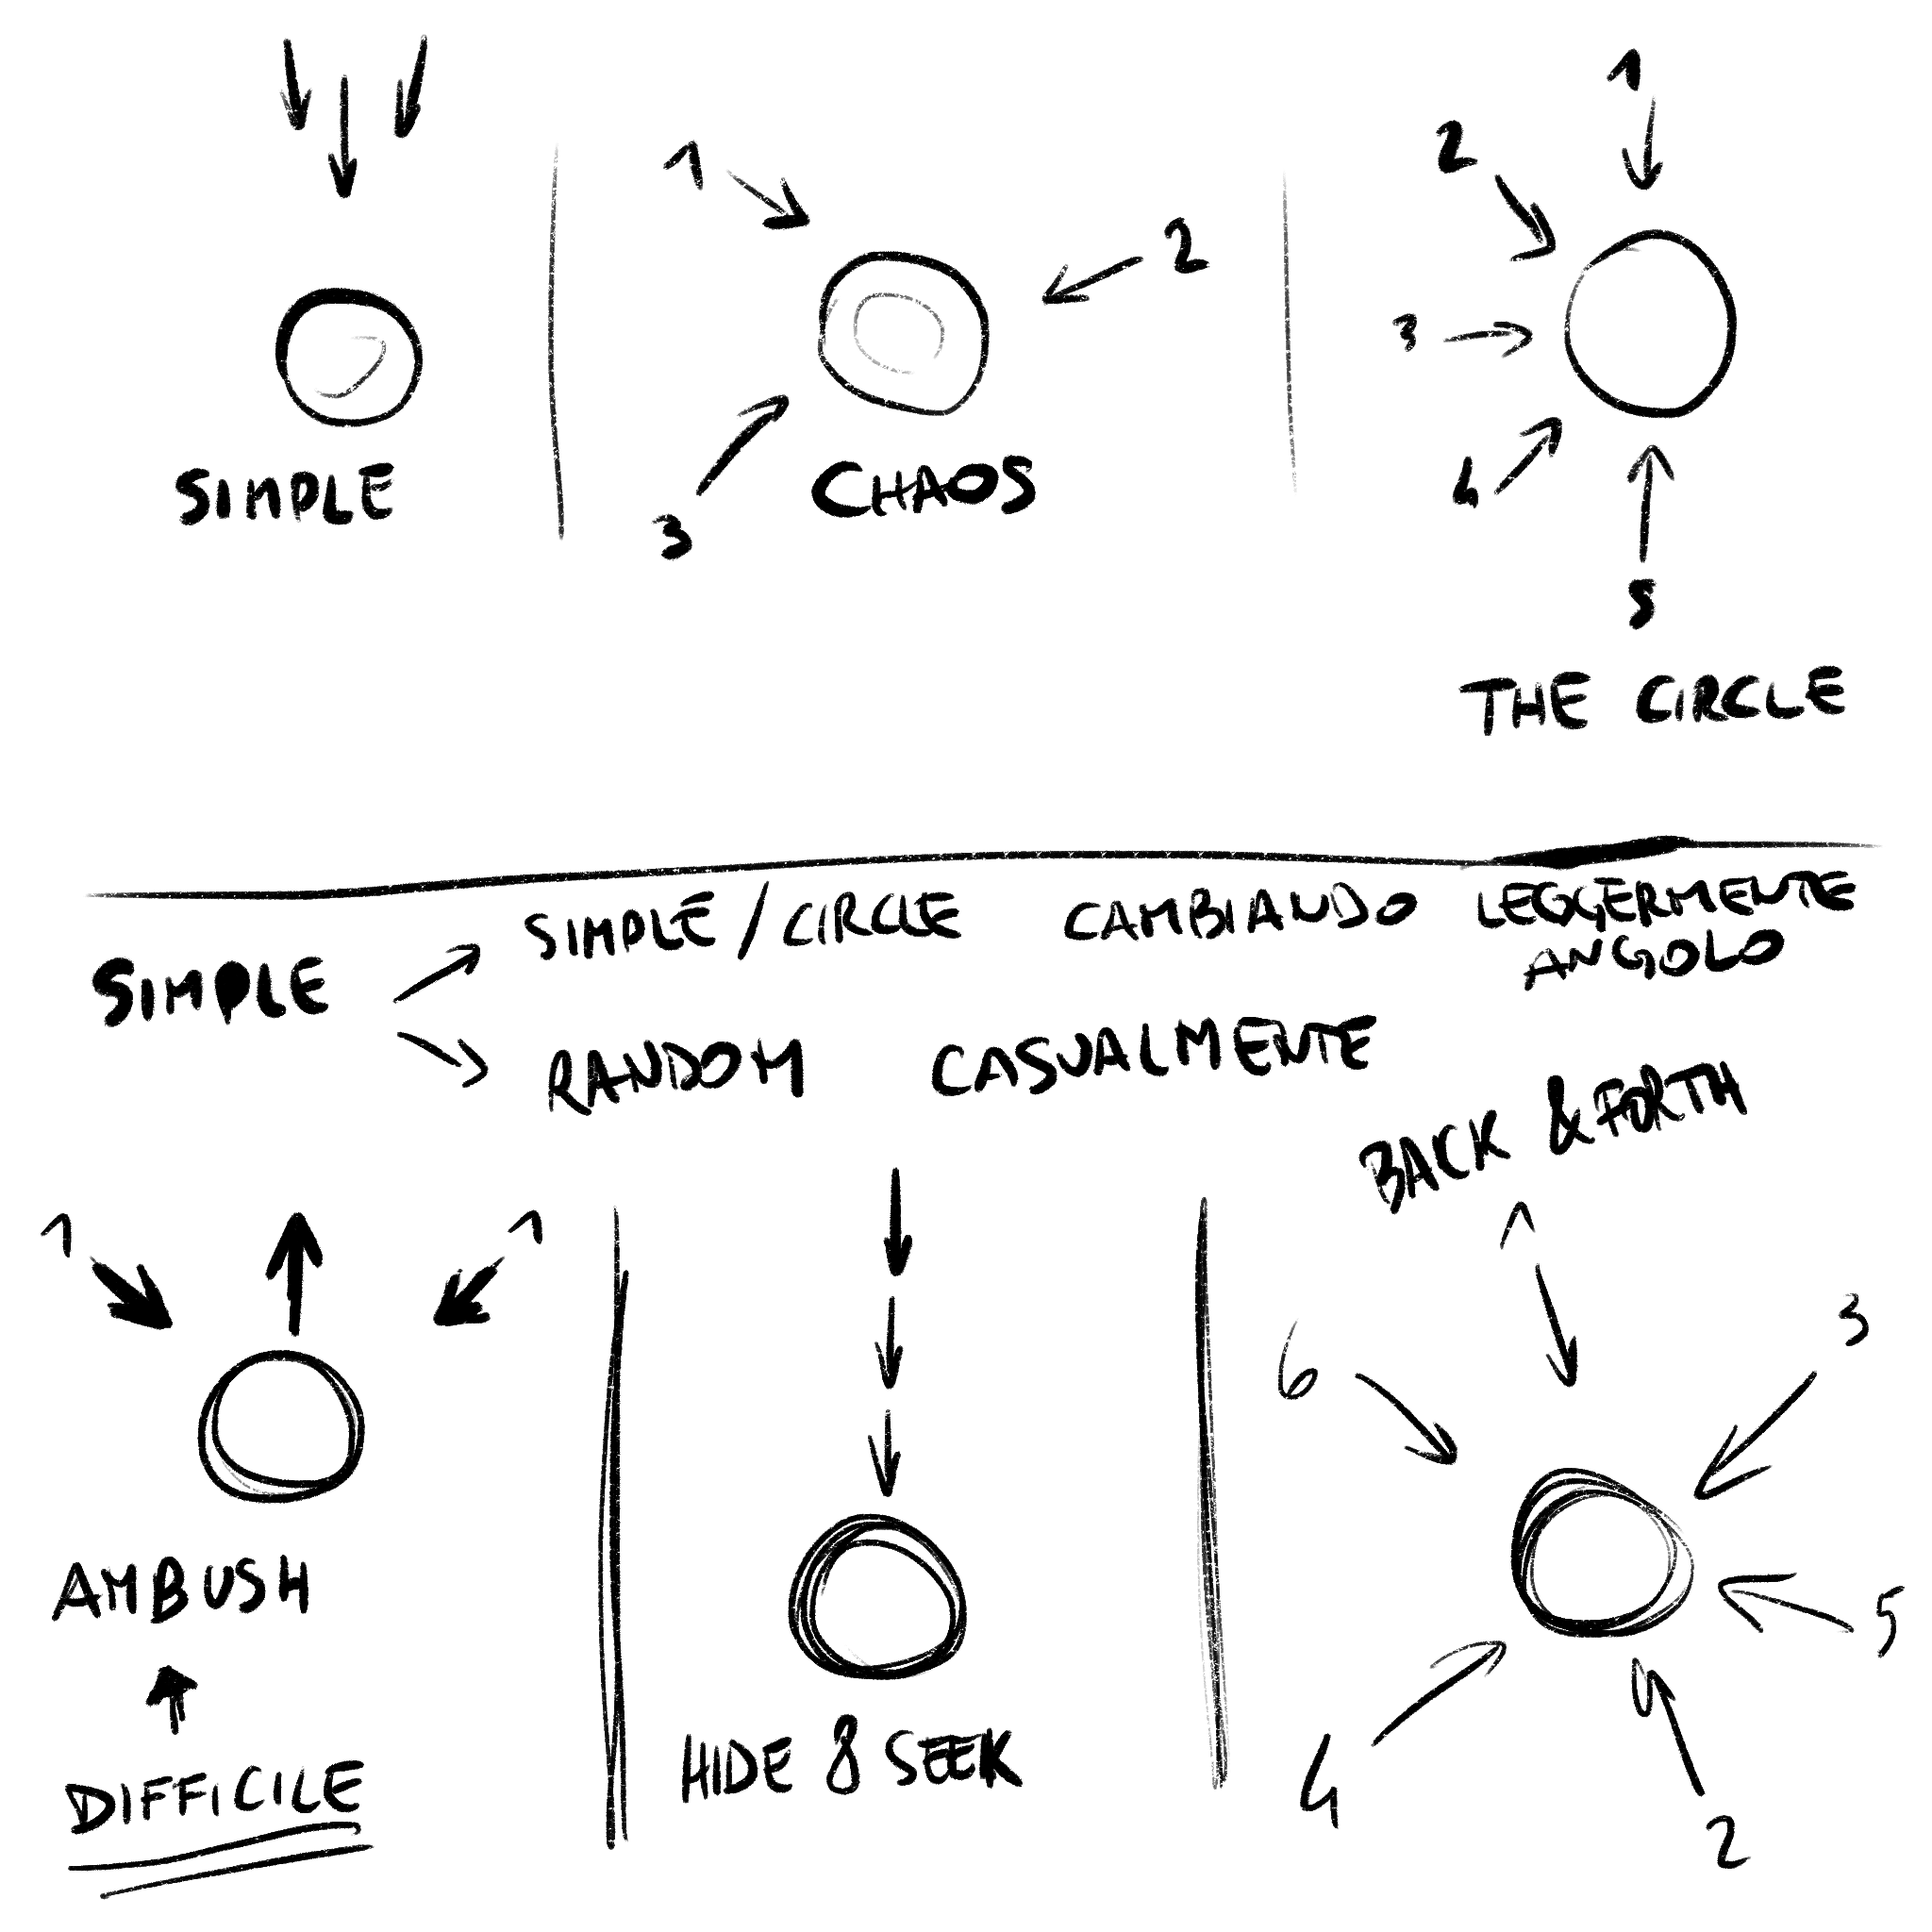 1
2
3
SIMPLE
CHAOS
1
2
3
4
5
THE CIRCLE
SIMPLE
SIMPLE / CIRCLE CAMBIANDO LEGGERMENTE
ANGOLO
RANDOM CASUALMENTE
1
1
AMBUSH
DIFFICILE
HIDE & SEEK
BACK & FORTH
1
6
3
5
4
2